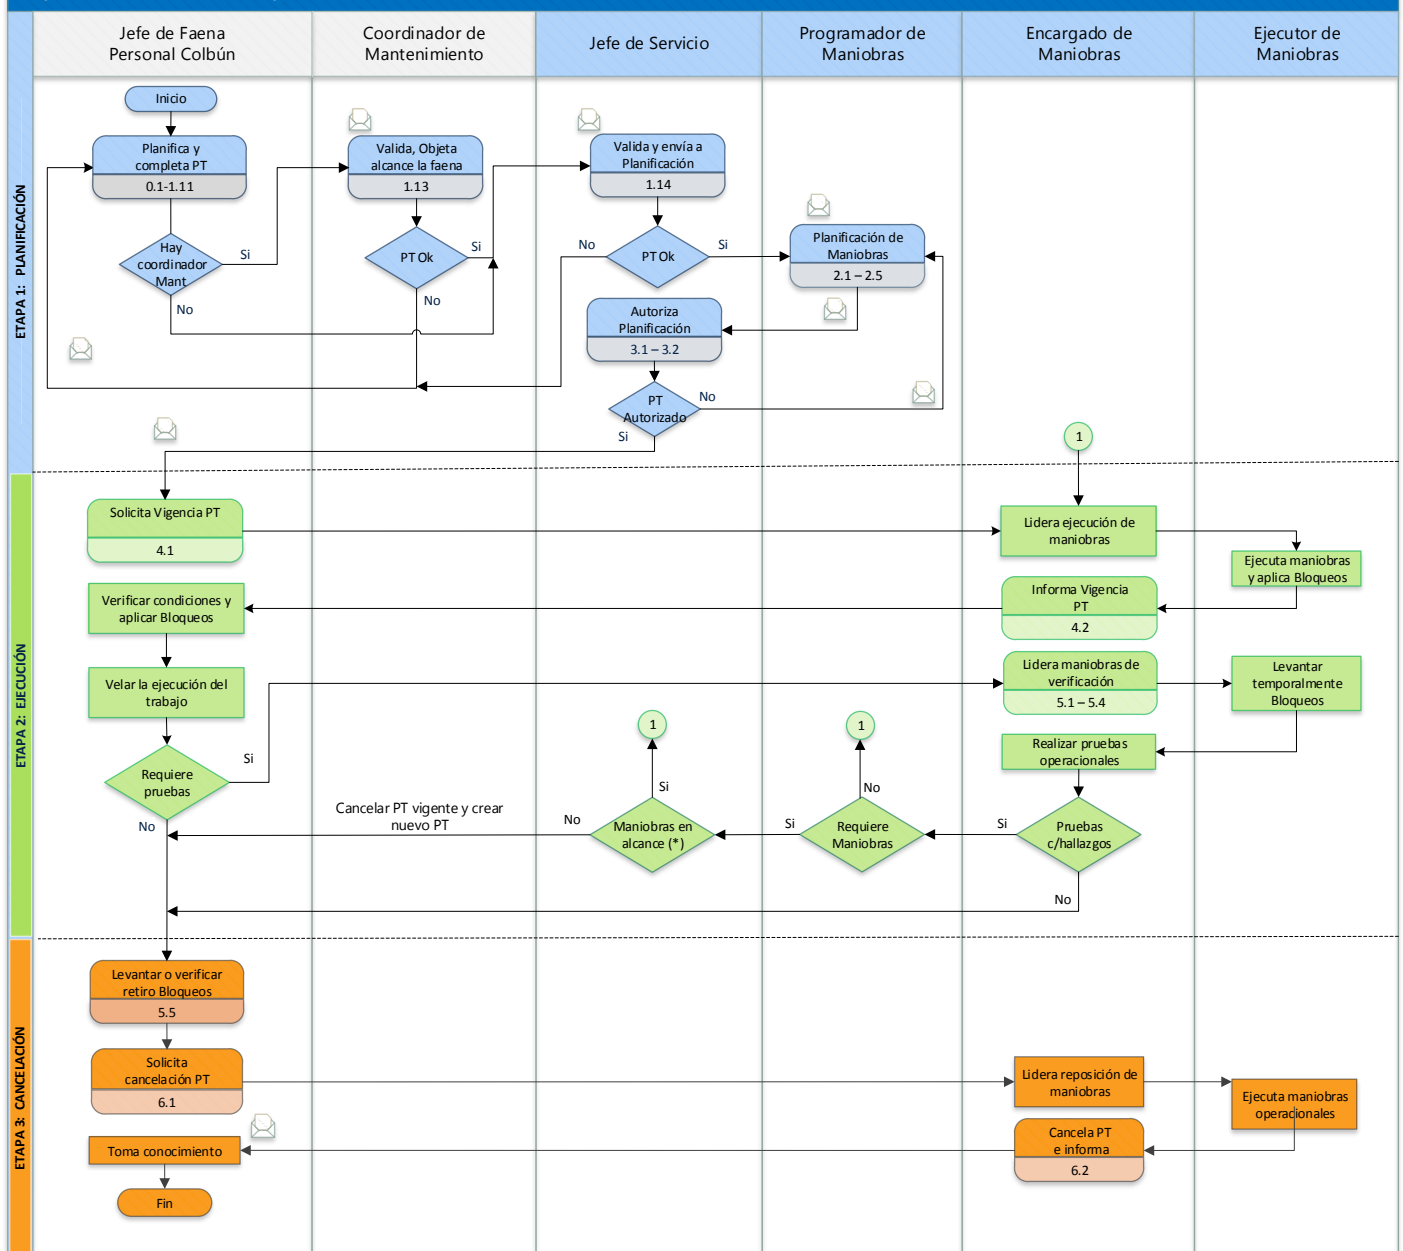 Jefe de Faena
Personal Colbún
Coordinador de
Mantenimiento
Jefe de Servicio
Programador de
Maniobras
Encargado de
Maniobras
Ejecutor de
Maniobras
ETAPA 1: PLANIFICACIÓN
Inicio
Planifica y
completa PT
0.1-1.11
Hay
coordinador
Mant
Si
No
Valida, Objeta
alcance la faena
1.13
PT Ok
Si
No
Valida y envía a
Planificación
1.14
PT Ok
No
Si
Planificación de
Maniobras
2.1 – 2.5
Autoriza
Planificación
3.1 – 3.2
PT
Autorizado
No
Si
ETAPA 2: EJECUCIÓN
1
Solicita Vigencia PT
4.1
Lidera ejecución de
maniobras
Ejecuta maniobras
y aplica Bloqueos
Informa Vigencia
PT
4.2
Verificar condiciones y
aplicar Bloqueos
Velar la ejecución del
trabajo
Requiere
pruebas
Si
No
Lidera maniobras de
verificación
5.1 – 5.4
Levantar
temporalmente
Bloqueos
Realizar pruebas
operacionales
Pruebas
c/hallazgos
Si
No
Requiere
Maniobras
No
1
Si
Maniobras en
alcance (*)
Si
1
No
Cancelar PT vigente y crear
nuevo PT
ETAPA 3: CANCELACIÓN
Levantar o verificar
retiro Bloqueos
5.5
Solicita
cancelación PT
6.1
Lidera reposición de
maniobras
Ejecuta maniobras
operacionales
Cancela PT
e informa
6.2
Toma conocimiento
Fin